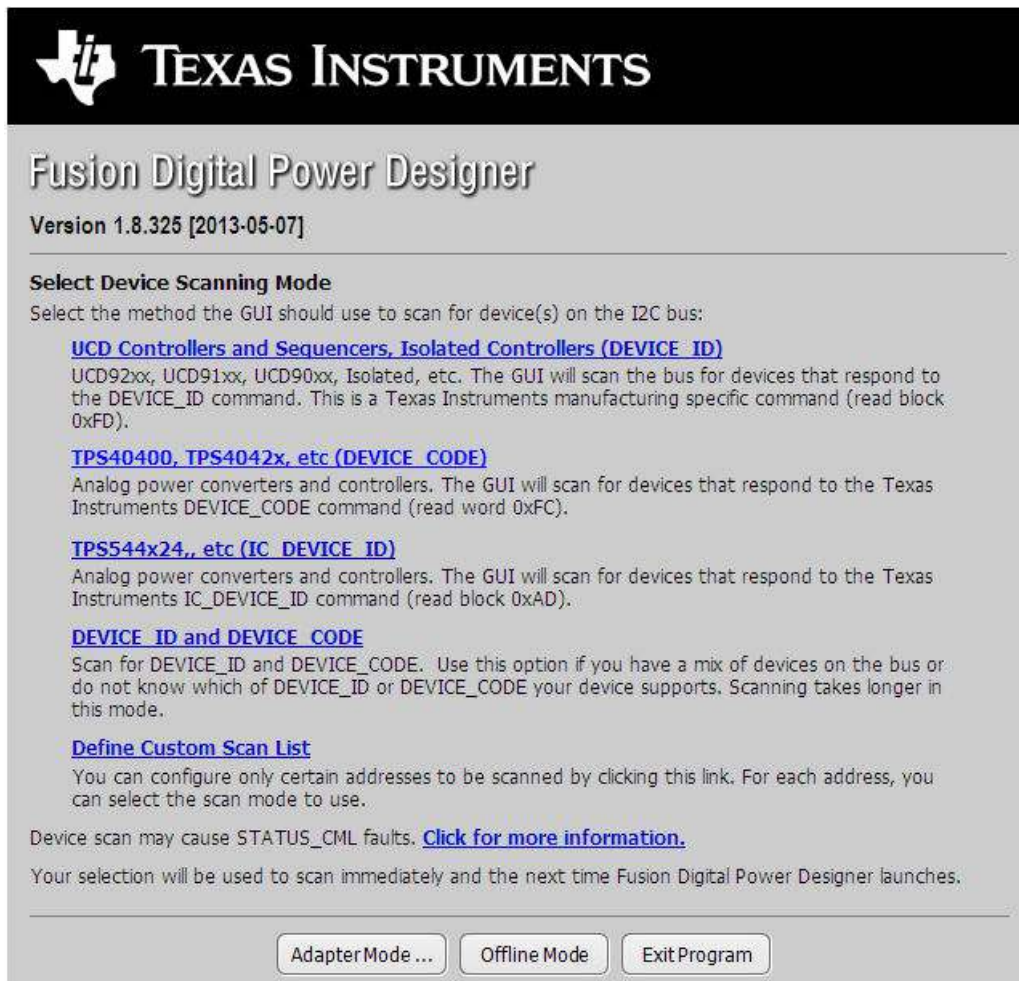 TEXAS INSTRUMENTS
Fusion Digital Power Designer
Version 1.8.325 [2013-05-07]
Select Device Scanning Mode
Select the method the GUI should use to scan for device(s) on the I2C bus:
UCD Controllers and Sequencers, Isolated Controllers (DEVICE_ID)
UCD92xx, UCD91xx, UCD90xx, Isolated, etc. The GUI will scan the bus for devices that respond to
the DEVICE_ID command. This is a Texas Instruments manufacturing specific command (read block
0xFD).
TPS40400, TPS4042x, etc (DEVICE_CODE)
Analog power converters and controllers. The GUI will scan for devices that respond to the Texas
Instruments DEVICE_CODE command (read word 0xFC).
TPS544x24,, etc (IC_DEVICE_ID)
Analog power converters and controllers. The GUI will scan for devices that respond to the Texas
Instruments IC_DEVICE_ID command (read block 0xAD).
DEVICE_ID and DEVICE_CODE
Scan for DEVICE_ID and DEVICE_CODE. Use this option if you have a mix of devices on the bus or
do not know which of DEVICE_ID or DEVICE_CODE your device supports. Scanning takes longer in
this mode.
Define Custom Scan List
You can configure only certain addresses to be scanned by clicking this link. For each address, you
can select the scan mode to use.
Device scan may cause STATUS_CML faults. Click for more information.
Your selection will be used to scan immediately and the next time Fusion Digital Power Designer launches.
Adapter Mode ... Offline Mode Exit Program